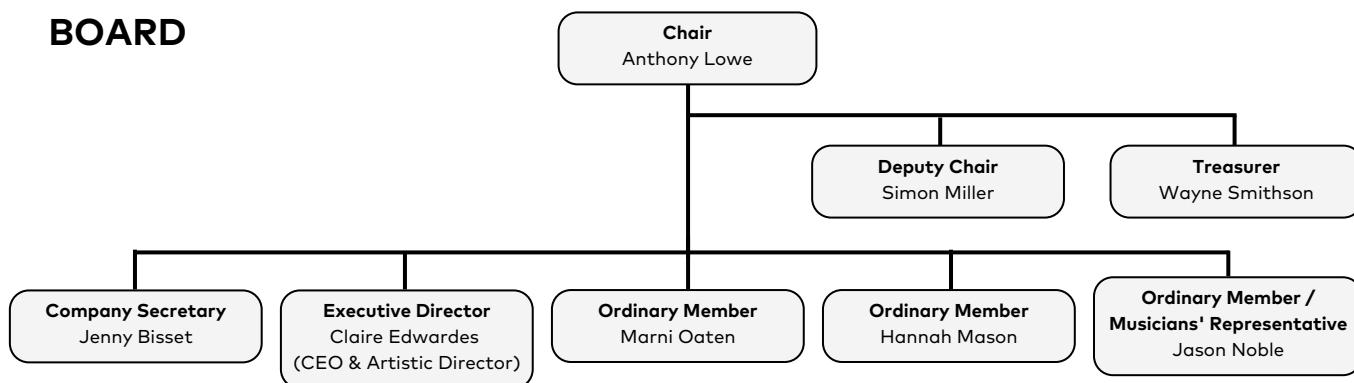 BOARD
Chair
Anthony Lowe
Deputy Chair
Simon Miller
Treasurer
Wayne Smithson
Company Secretary
Jenny Bisset
Executive Director
Claire Edwardes
(CEO & Artistic Director)
Ordinary Member
Marni Oaten
Ordinary Member
Hannah Mason
Ordinary Member /
Musicians' Representative
Jason Noble